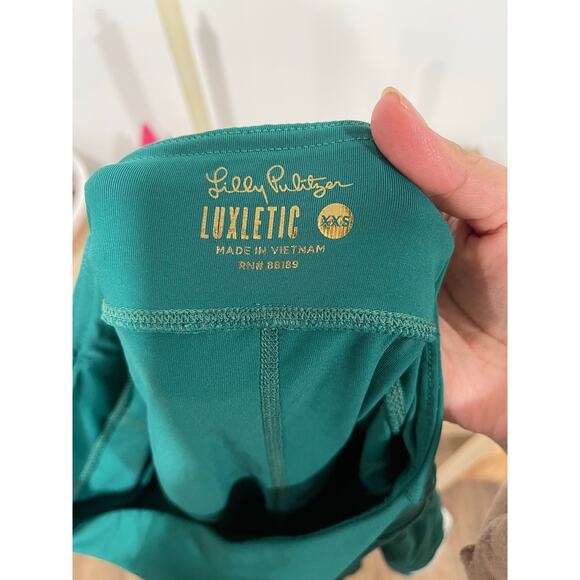 Lilly Pulitzer
LUXLETIC XXS
MADE IN VIETNAM
RN# 88189